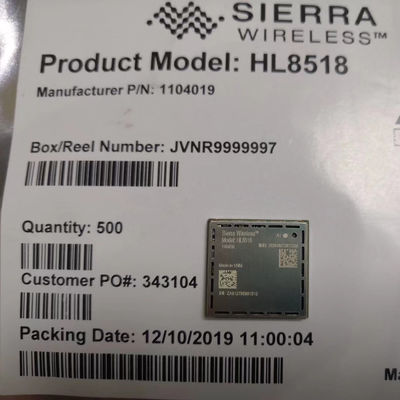 SIERRA
WIRELESS™
Product Model: HL8518
Manufacturer P/N: 1104019
Box/Reel Number: JVNR9999997
Quantity: 500
Sierra Wireless™
Model: HL8518
Customer PO#: 343104
Packing Date: 12/10/2019 11:00:04
Ma